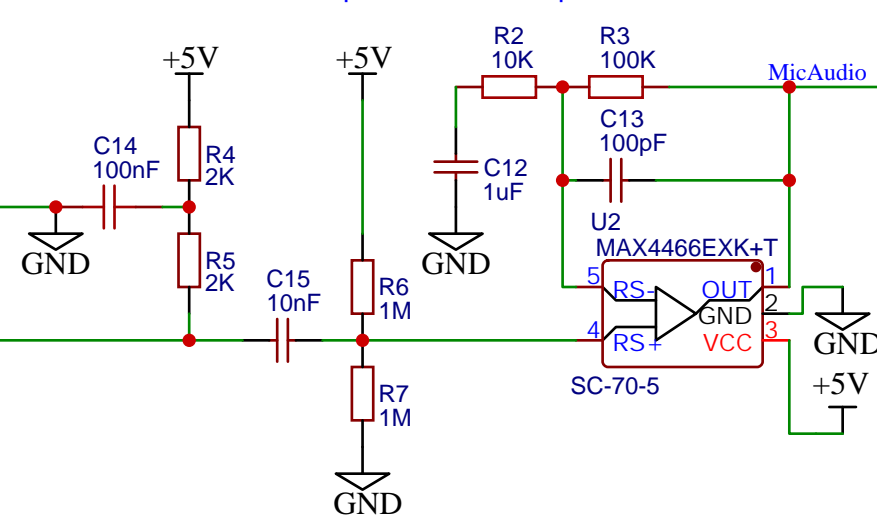 R2
10K
R3
100K
+5V
+5V
MicAudio
C13
100pF
C14
100nF
R4
2K
C12
1uF
U2
MAX4466EXK+T
GND
R5
2K
GND
C15
10nF
R6
1M
5
RS-
OUT
1
GND
2
4
RS+
VCC
3
GND
SC-70-5
+5V
R7
1M
GND